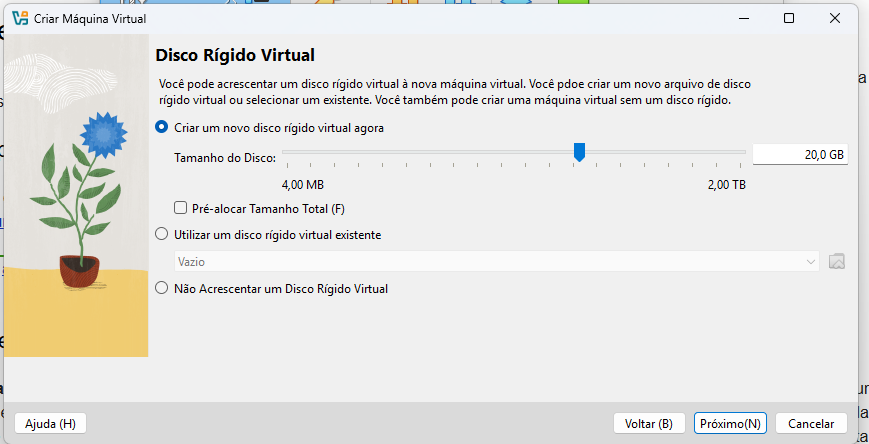 Criar Máquina Virtual
Disco Rígido Virtual
Você pode acrescentar um disco rígido virtual à nova máquina virtual. Você pdoe criar um novo arquivo de disco
rígido virtual ou selecionar um existente. Você também pode criar uma máquina virtual sem um disco rígido.
Criar um novo disco rígido virtual agora
Tamanho do Disco:
20,0 GB
4,00 MB
2,00 TB
Pré-alocar Tamanho Total (F)
Utilizar um disco rígido virtual existente
Vazio
Não Acrescentar um Disco Rígido Virtual
Ajuda (H)
Voltar (B)
Próximo(N)
Cancelar